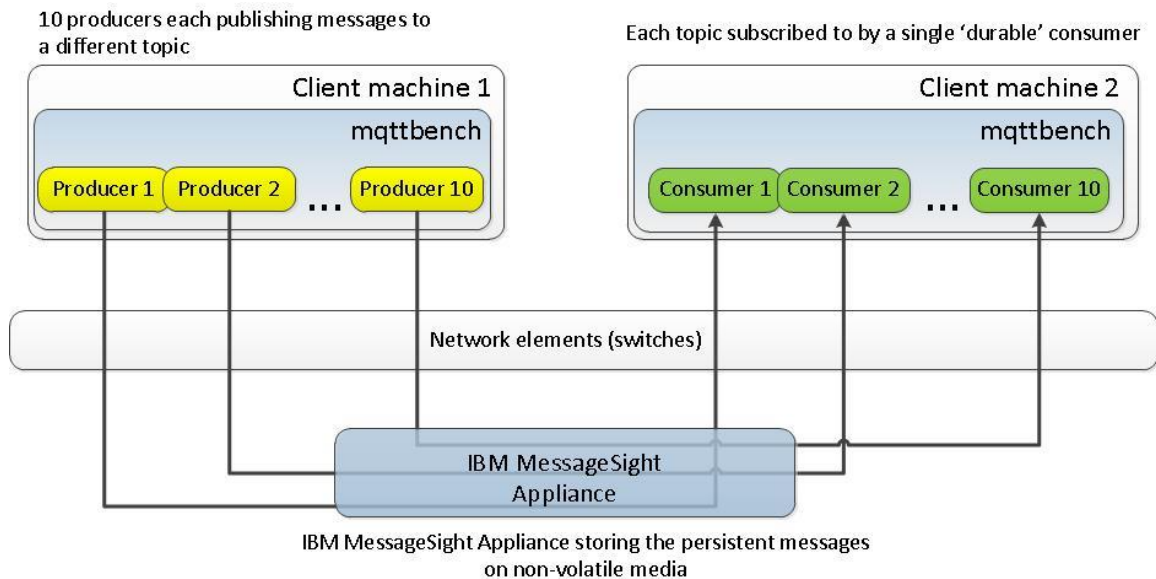 10 producers each publishing messages to
a different topic
Each topic subscribed to by a single ‘durable’ consumer
Client machine 1
mqttbench
Producer 1
Producer 2
...
Producer 10
Client machine 2
mqttbench
Consumer 1
Consumer 2
...
Consumer 10
Network elements (switches)
IBM MessageSight
Appliance
IBM MessageSight Appliance storing the persistent messages
on non-volatile media